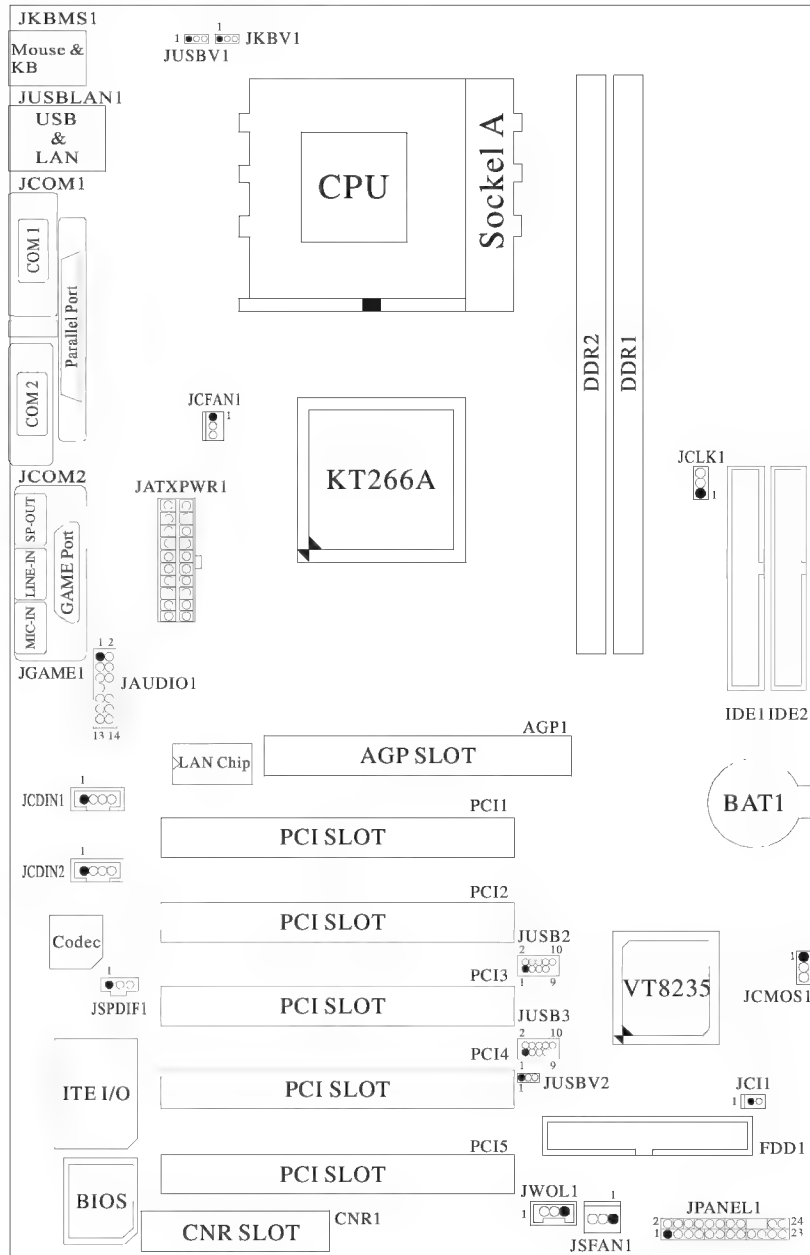 JKBMS1
Mouse &
KB
1
1
JKBV1
JUSBV1
JUSBLAN1
USB
&
LAN
CPU
Sockel A
JCOM1
COM 1
Parallel Port
COM 2
JCOM2
DDR2
DDR1
JCFAN1
1
KT266A
JCLK1
1
JATXPWR1
SP-OUT
LINE-IN
MIC-IN
GAME Port
JGAME1
1 2
JAUDIO1
13 14
IDE1 IDE2
AGP1
LAN Chip
AGP SLOT
BAT1
1
JCDIN1
PCI1
PCI SLOT
1
JCDIN2
PCI2
PCI SLOT
Codec
1
JSPDIF1
JUSB2
2 10
1 9
PCI3
PCI SLOT
VT8235
1
JCMOS1
JUSB3
2 10
1 9
PCI4
PCI SLOT
1
JUSBV2
ITE I/O
JCI1
1
FDD1
PCI5
PCI SLOT
BIOS
CNR1
CNR SLOT
JWOL1
1
1
JSFAN1
JPANEL1
2 24
1 23